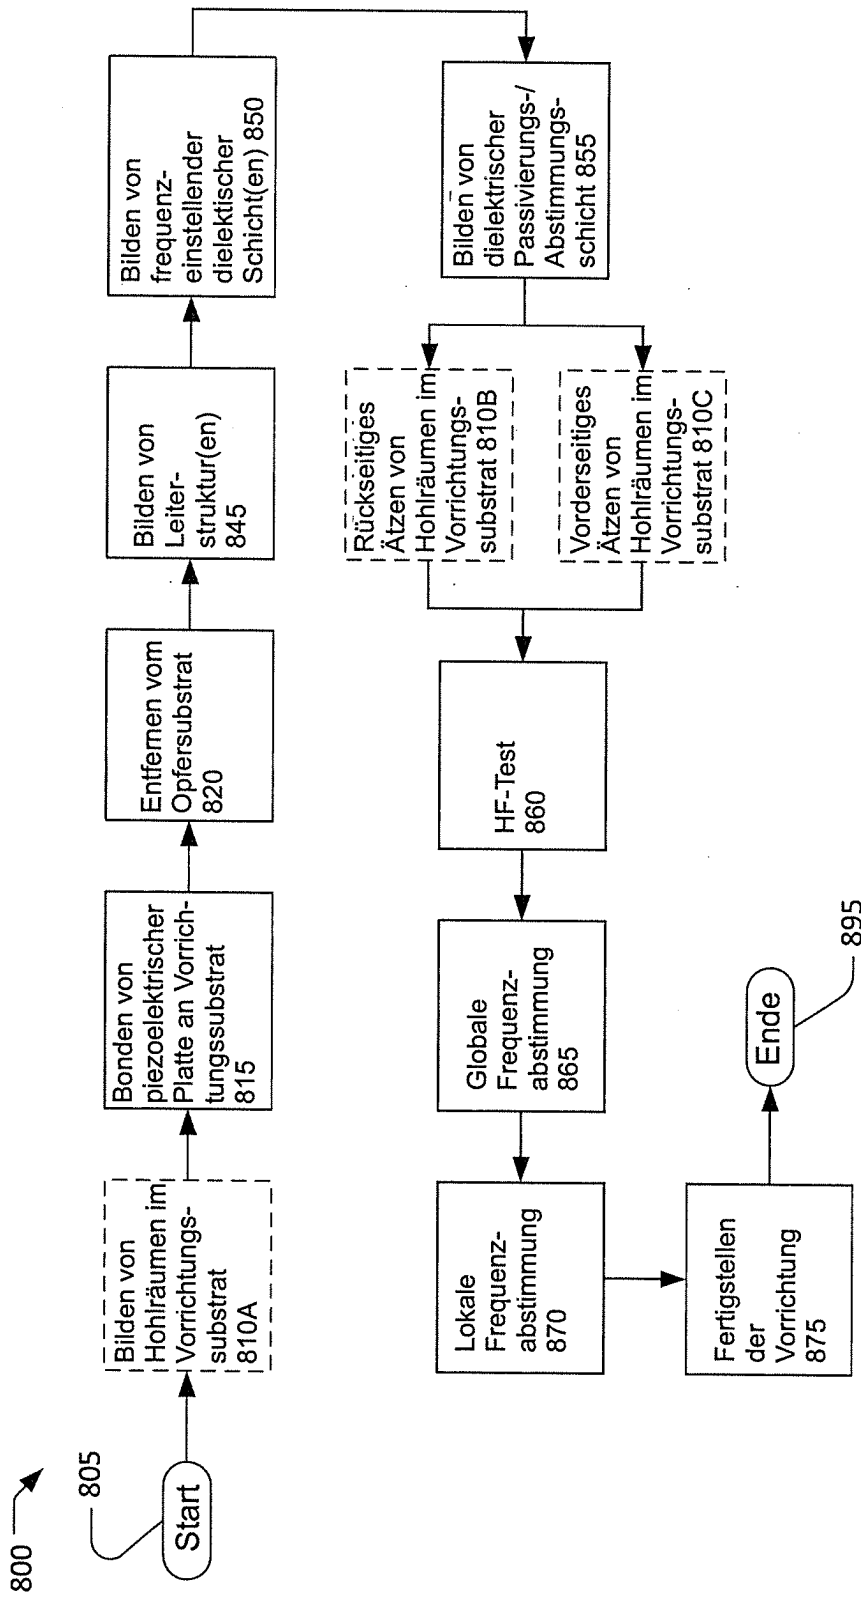 800
805
Start
Bilden von
Hohlräumen im
Vorrichtungs-
substrat
810A
Bonden von
piezoelektrischer
Platte an Vorrich-
tungssubstrat
815
Entfernen vom
Opfersubstrat
820
Bilden von
Leiter-
struktur(en)
845
Bilden von
frequenz-
einstellender
dielektischer
Schicht(en) 850
Bilden von
dielektrischer
Passivierungs-/
Abstimmungs-
schicht 855
Rückseitiges
Ätzen von
Hohlräumen im
Vorrichtungs-
substrat 810B
Vorderseitiges
Ätzen von
Hohlräumen im
Vorrichtungs-
substrat 810C
HF-Test
860
Globale
Frequenz-
abstimmung
865
Lokale
Frequenz-
abstimmung
870
Fertigstellen
der
Vorrichtung
875
Ende
895